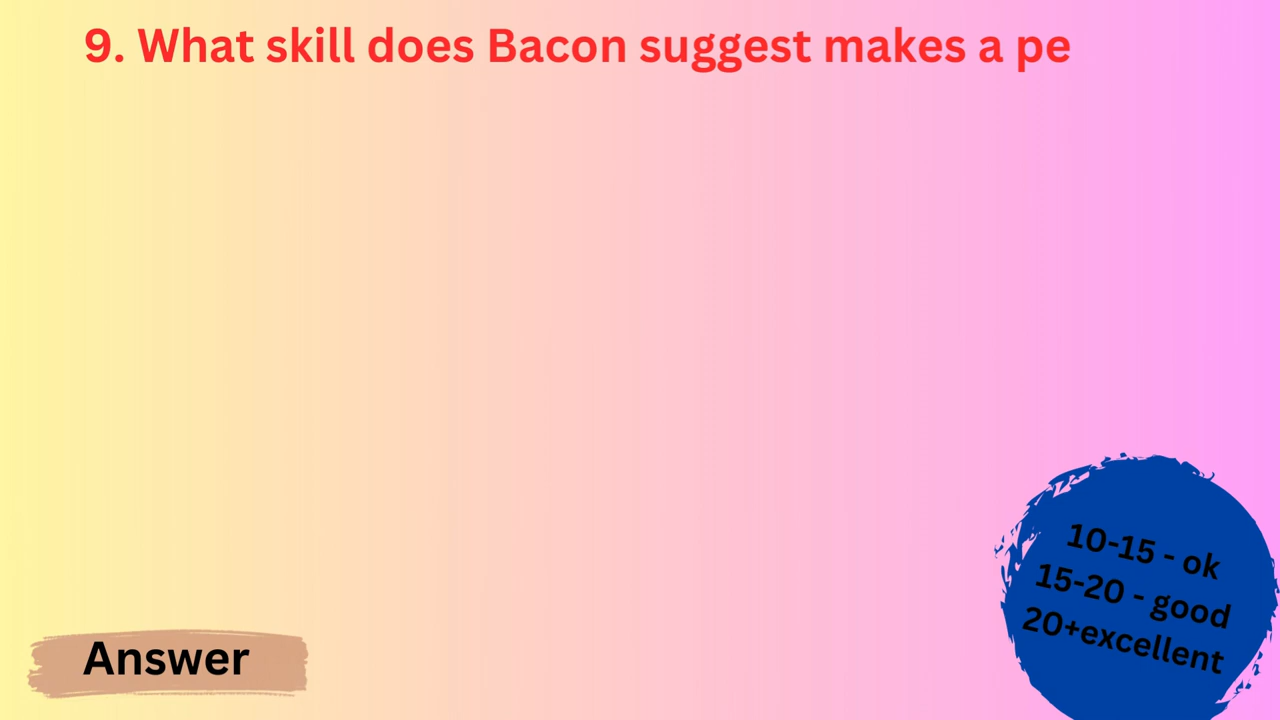 9. What skill does Bacon suggest makes a pe
10-15 - ok
15-20 - good
20+excellent
Answer